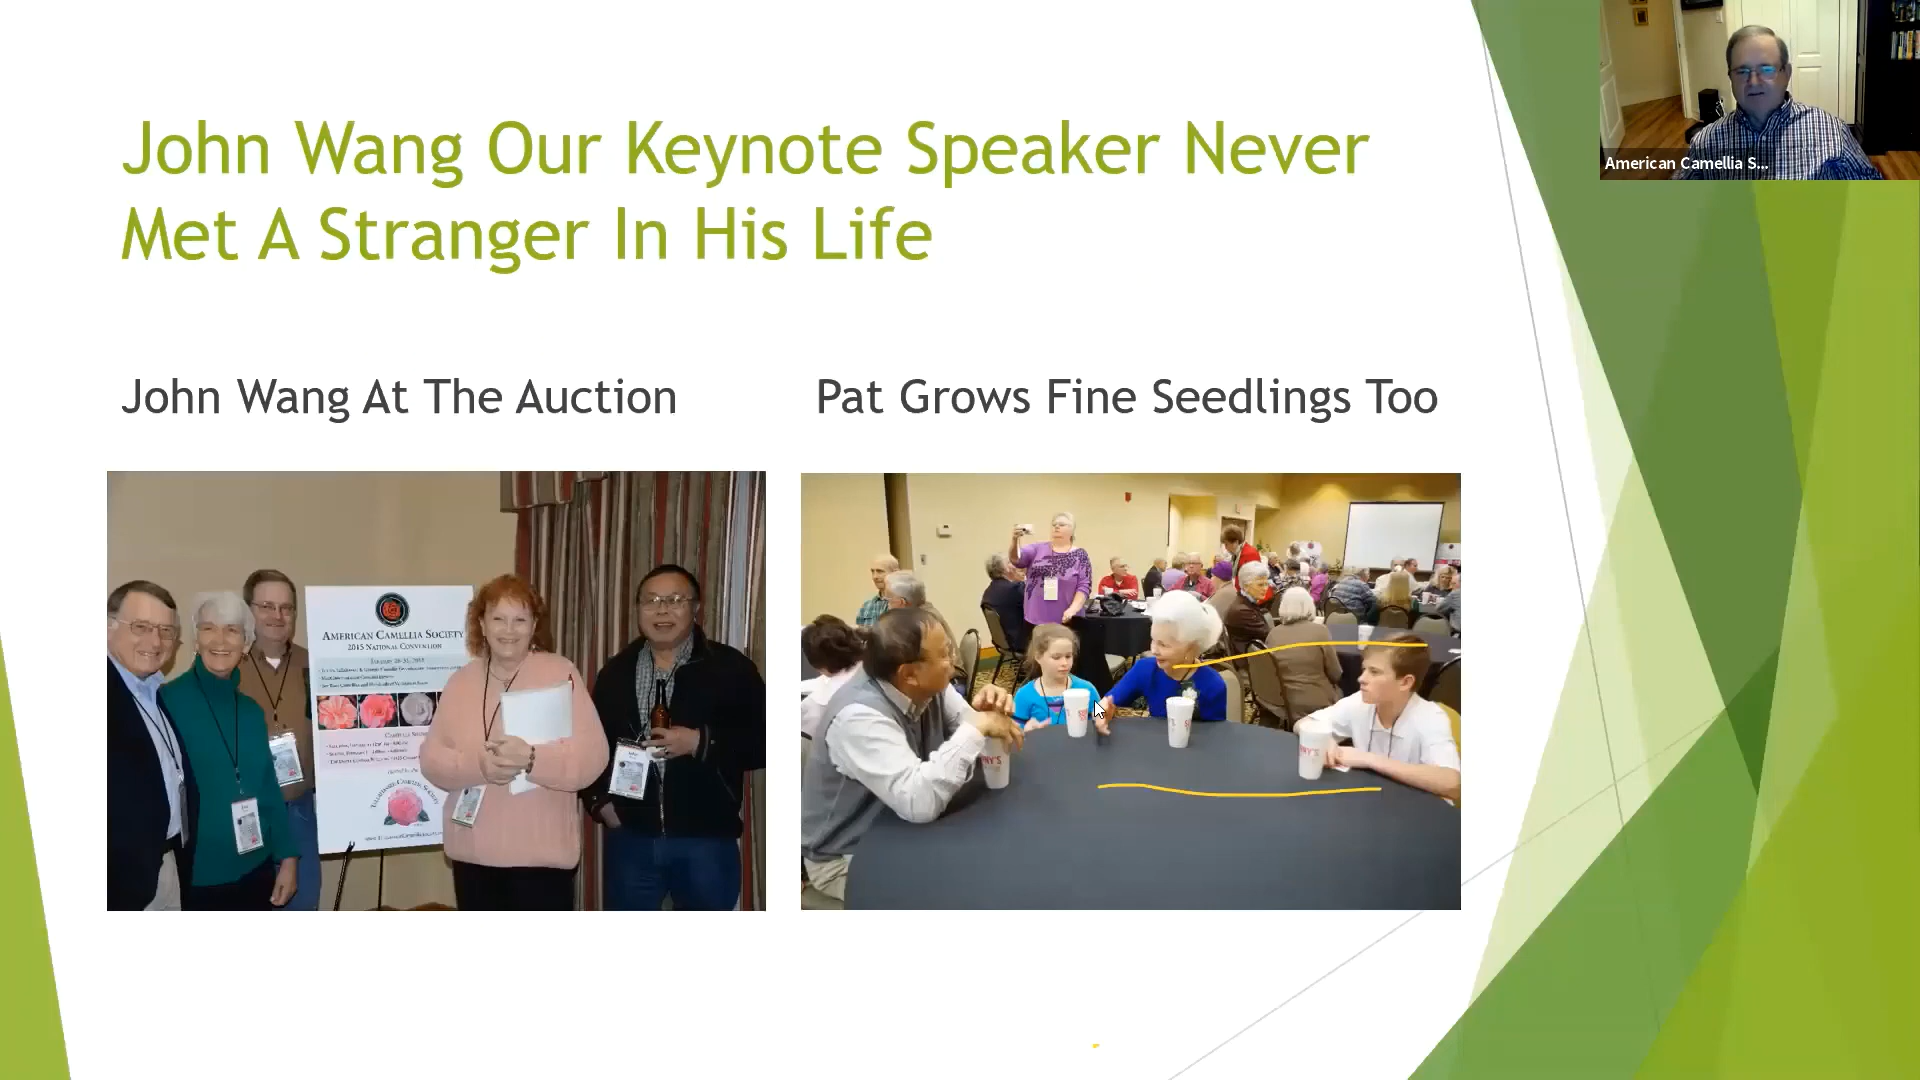 John Wang Our Keynote Speaker Never
Met A Stranger In His Life
American Camellia S...
John Wang At The Auction
Pat Grows Fine Seedlings Too
AMERICAN CAMELLIA SOCIETY
2015 NATIONAL CONVENTION